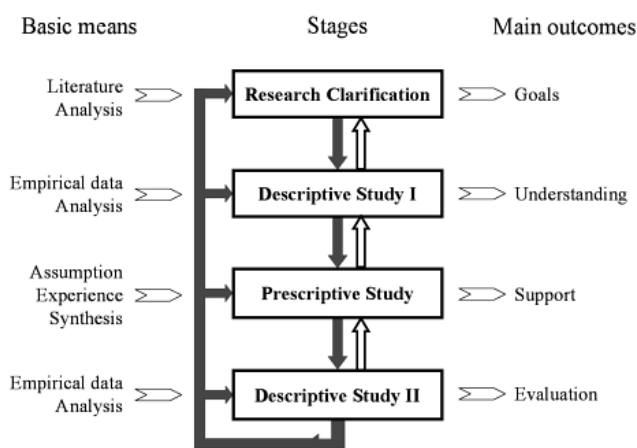 Basic means
Stages
Main outcomes
Literature
Analysis
Research Clarification
Goals
Empirical data
Analysis
Descriptive Study I
Understanding
Assumption
Experience
Synthesis
Prescriptive Study
Support
Empirical data
Analysis
Descriptive Study II
Evaluation